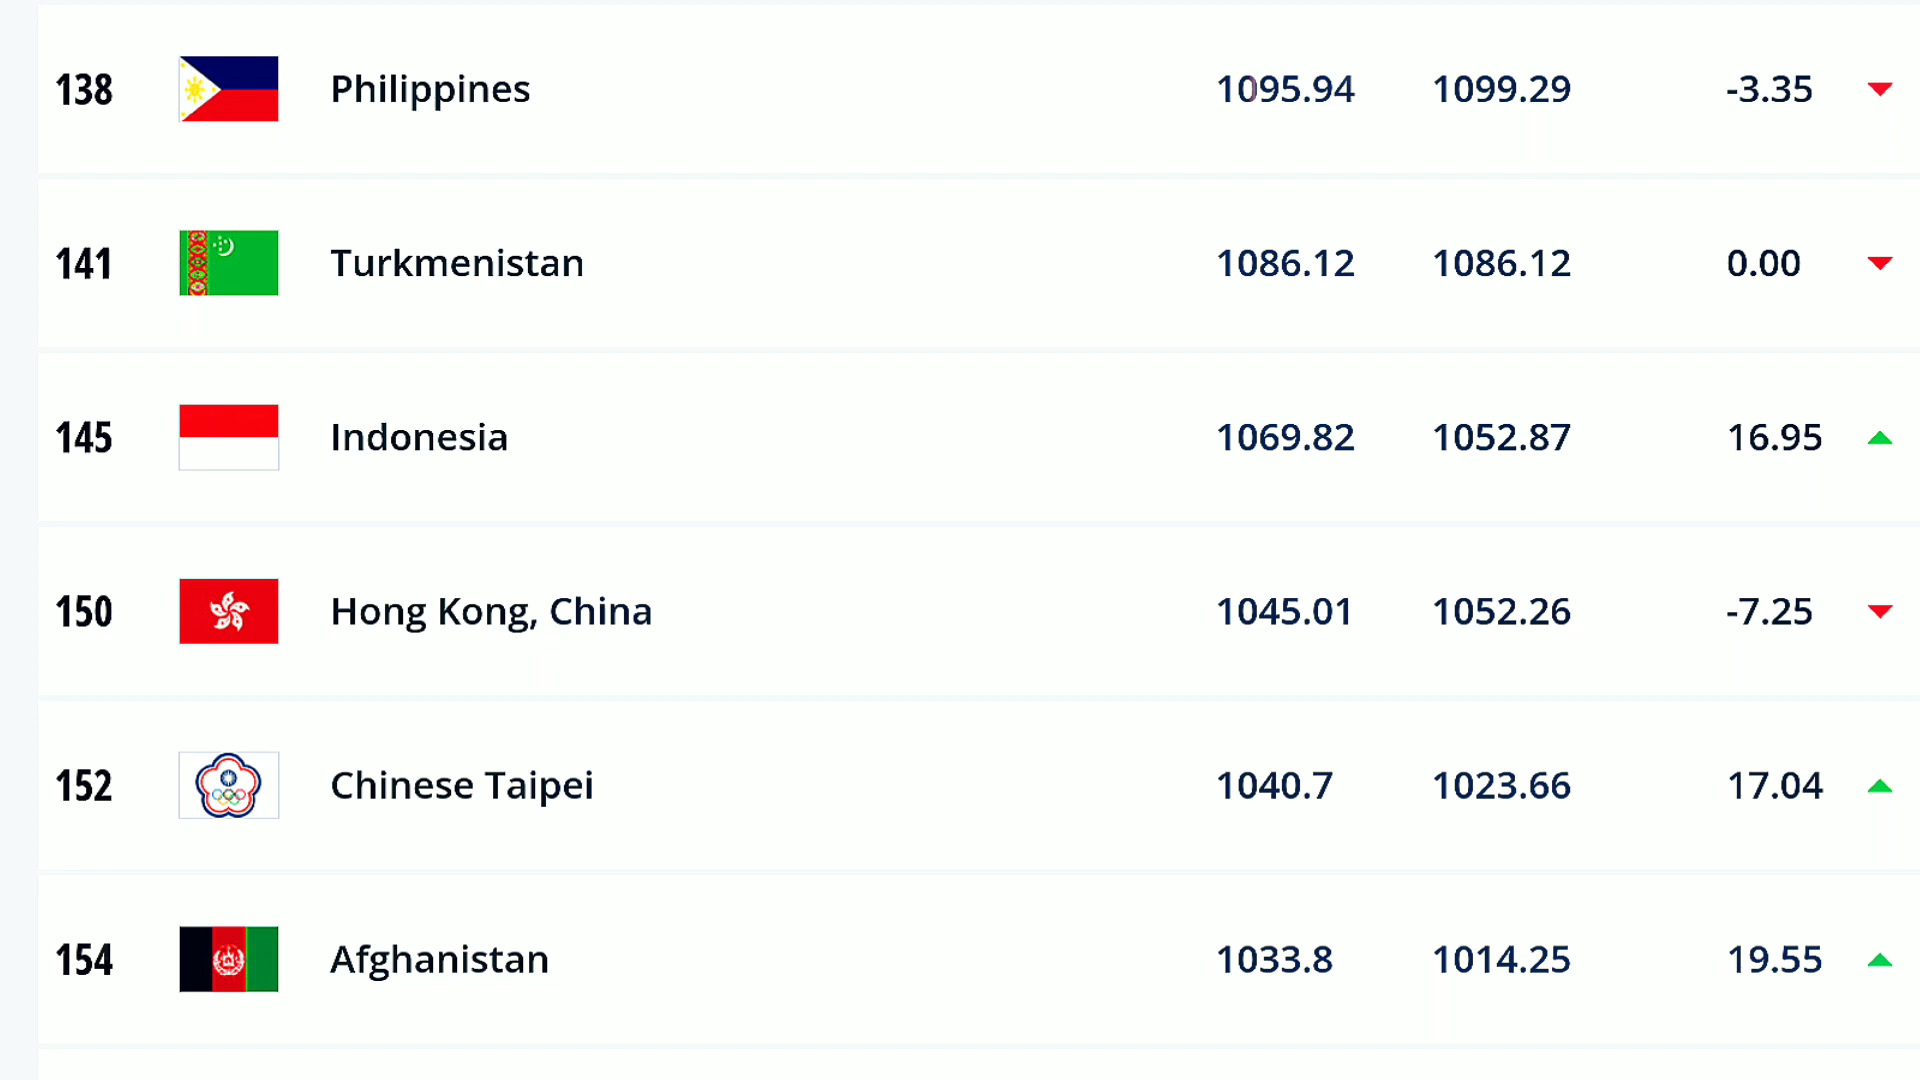 138 Philippines 1095.94 1099.29 -3.35
141 Turkmenistan 1086.12 1086.12 0.00
145 Indonesia 1069.82 1052.87 16.95
150 Hong Kong, China 1045.01 1052.26 -7.25
152 Chinese Taipei 1040.7 1023.66 17.04
154 Afghanistan 1033.8 1014.25 19.55